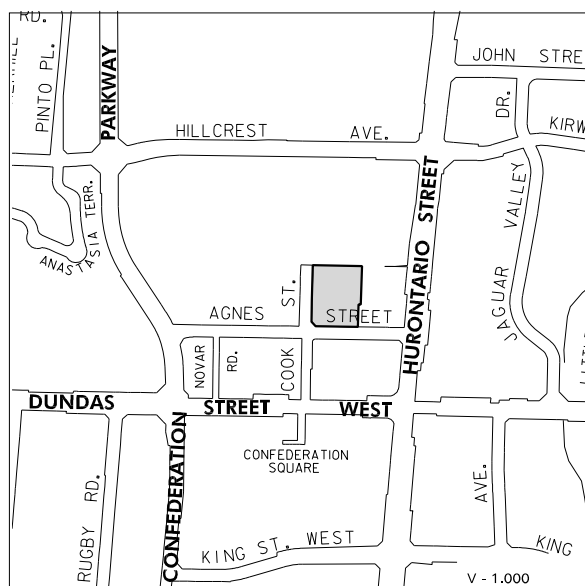 RD.
PINTO PL.
PARKWAY
JOHN STRE
DR.
HILLCREST AVE.
KIRW
ANASTASIA TERR.
HURONTARIO STREET
JAGUAR VALLEY
AGNES STREET
COOK ST.
NOVAR RD.
DUNDAS STREET WEST
CONFEDERATION
CONFEDERATION
SQUARE
RUGBY RD.
KING ST. WEST
AVE.
KING
V - 1.000